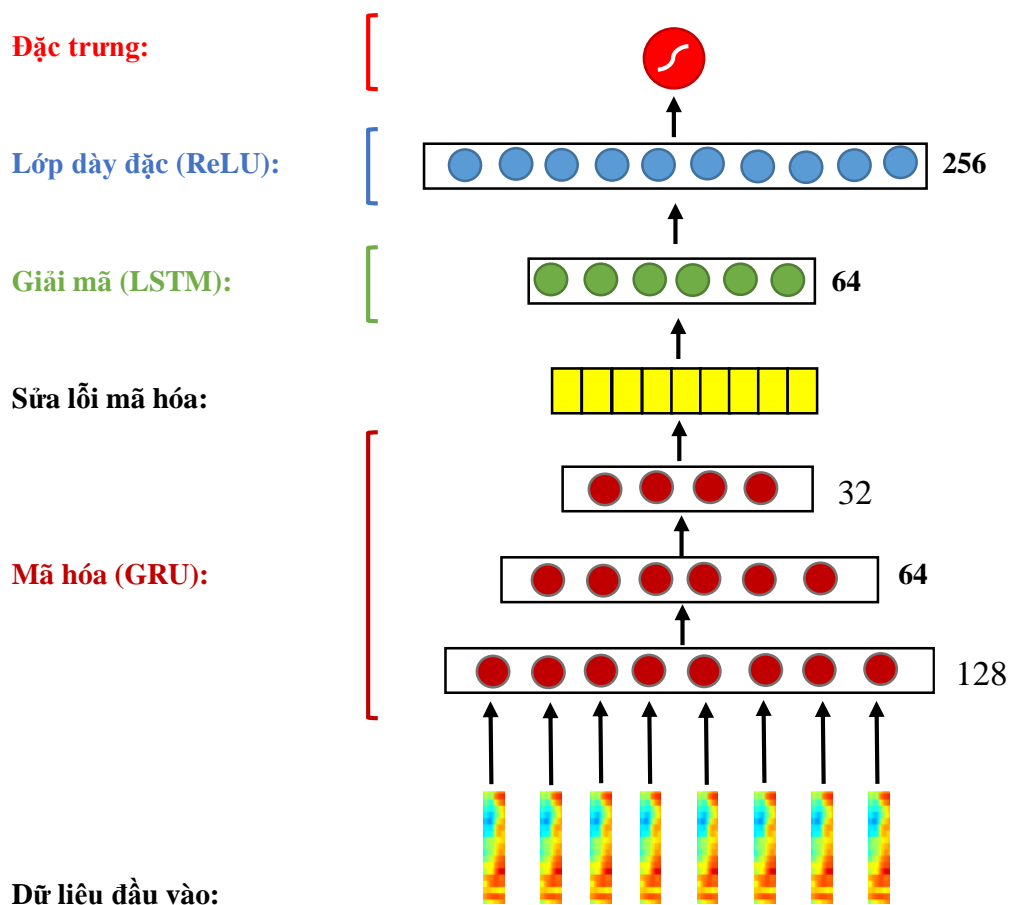 Đặc trưng:
Lớp dày đặc (ReLU):
256
Giải mã (LSTM):
64
Sửa lỗi mã hóa:
32
Mã hóa (GRU):
64
128
Dữ liêu đầu vào: